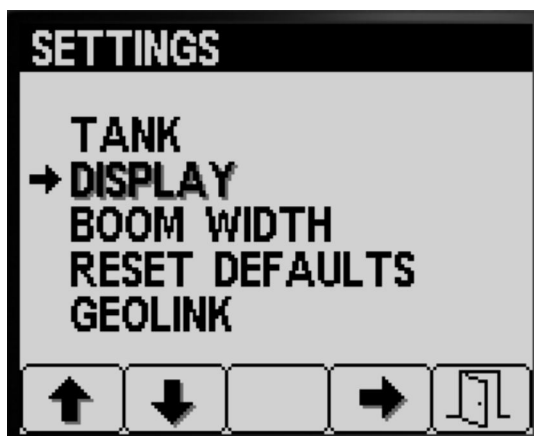 SETTINGS
TANK
DISPLAY
BOOM WIDTH
RESET DEFAULTS
GEOLINK